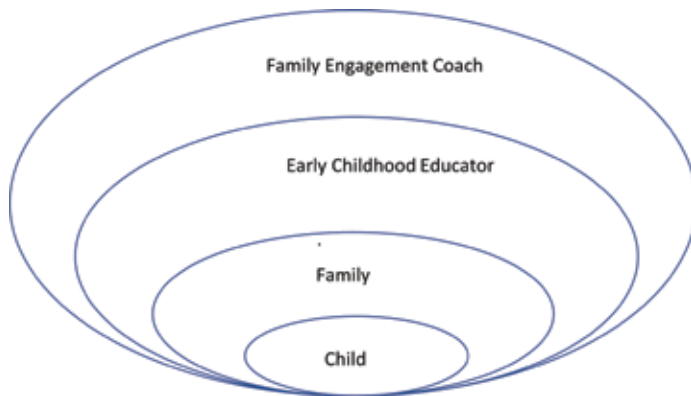 Family Engagement Coach
Early Childhood Educator
Family
Child